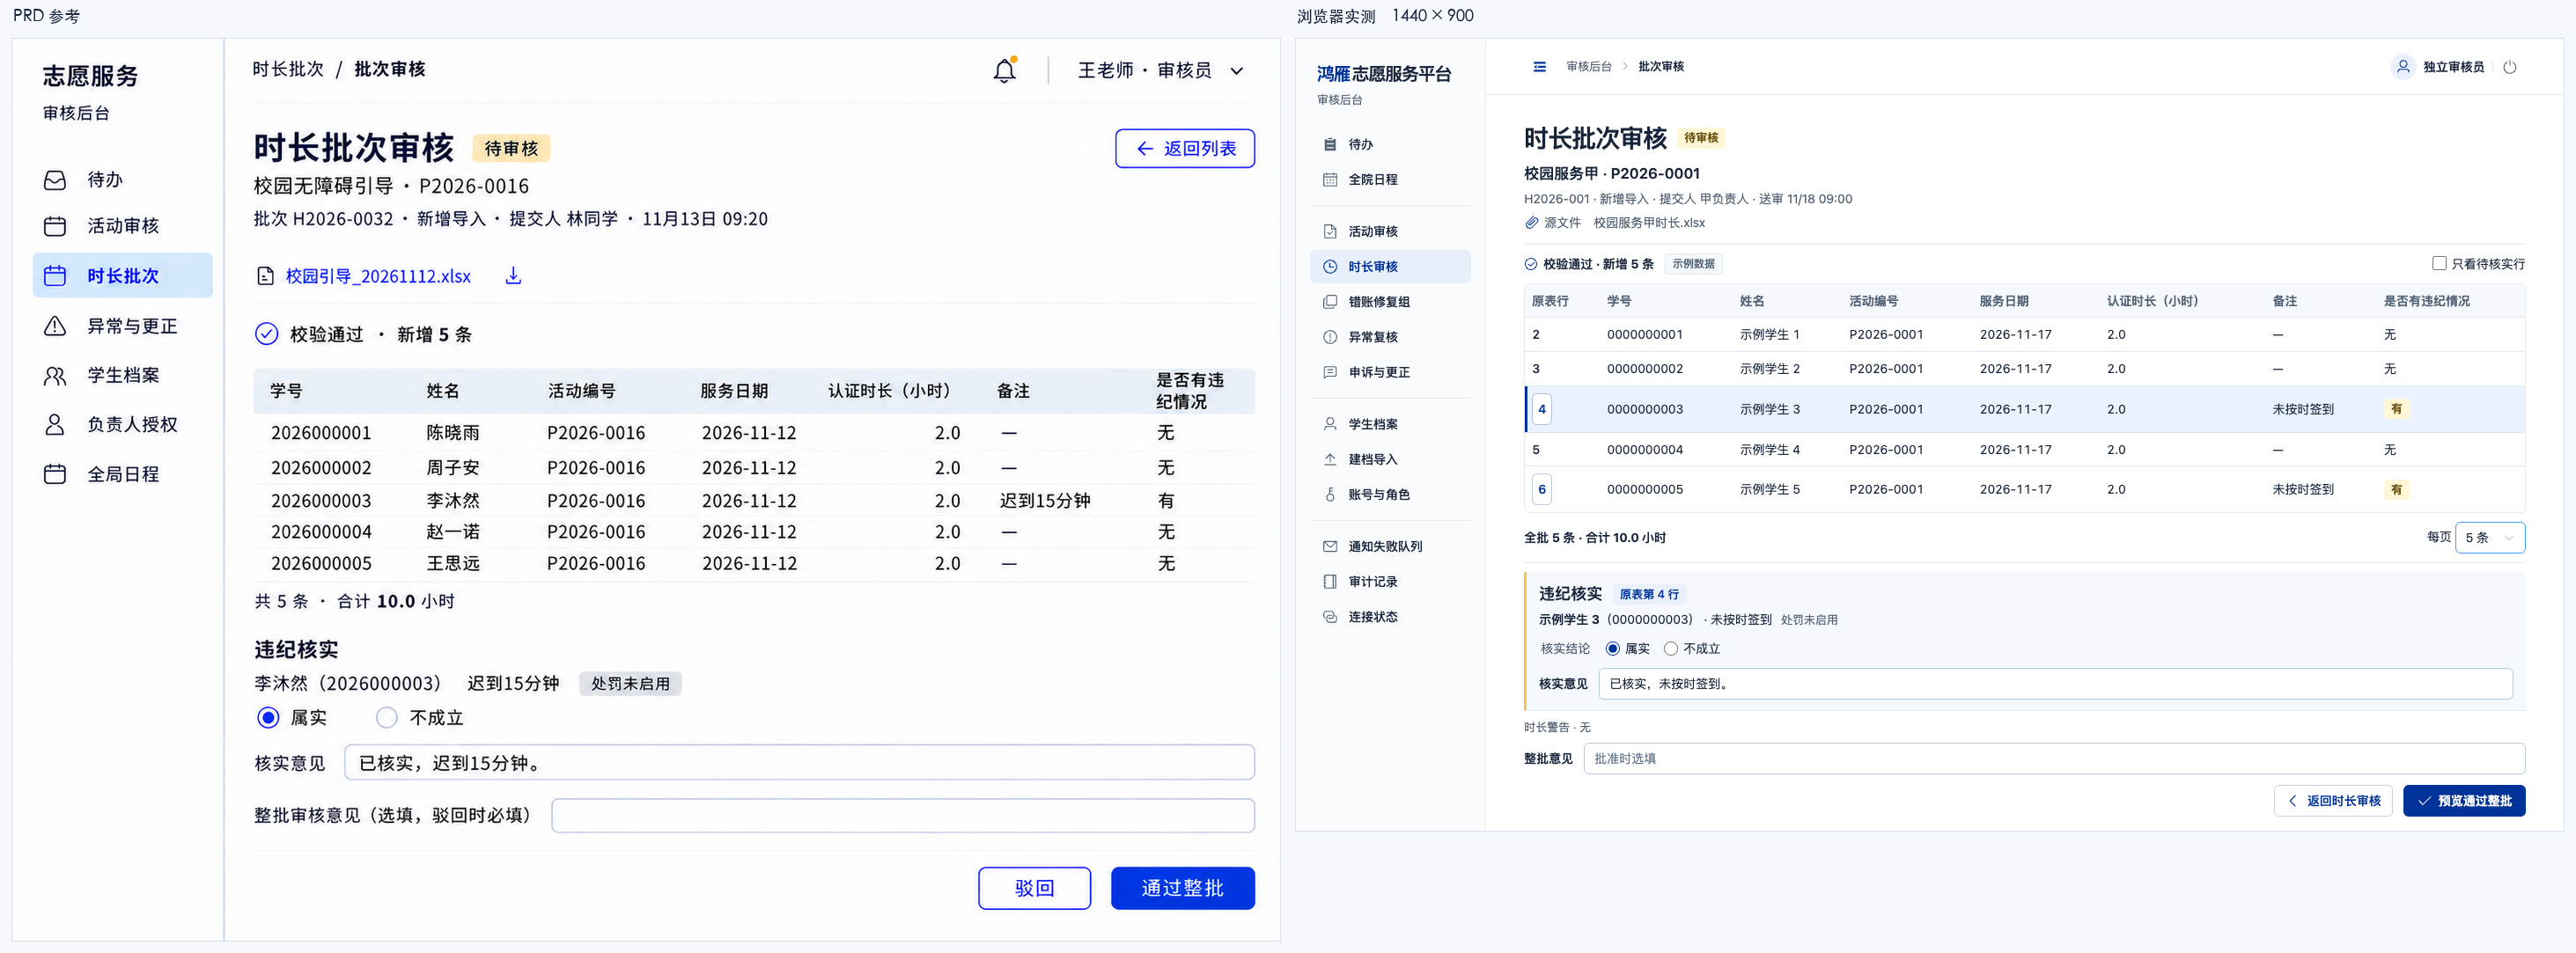 PRD 参考
志愿服务
审核后台
待办
活动审核
时长批次
异常与更正
学生档案
负责人授权
全局日程
时长批次 / 批次审核
王老师 · 审核员
时长批次审核 待审核
返回列表
校园无障碍引导 · P2026-0016
批次 H2026-0032 · 新增导入 · 提交人 林同学 · 11月13日 09:20
校园引导_20261112.xlsx
校验通过 · 新增 5 条
学号 姓名 活动编号 服务日期 认证时长（小时） 备注 是否有违
纪情况
2026000001 陈晓雨 P2026-0016 2026-11-12 2.0 — 无
2026000002 周子安 P2026-0016 2026-11-12 2.0 — 无
2026000003 李沐然 P2026-0016 2026-11-12 2.0 迟到15分钟 有
2026000004 赵一诺 P2026-0016 2026-11-12 2.0 — 无
2026000005 王思远 P2026-0016 2026-11-12 2.0 — 无
共 5 条 · 合计 10.0 小时
违纪核实
李沐然（2026000003） 迟到15分钟 处罚未启用
属实 不成立
核实意见 已核实，迟到15分钟。
整批审核意见（选填，驳回时必填）
驳回 通过整批
浏览器实测 1440 × 900
鸿雁志愿服务平台
审核后台
待办
全院日程
活动审核
时长审核
错账修复组
异常复核
申诉与更正
学生档案
建档导入
账号与角色
通知失败队列
审计记录
连接状态
审核后台 > 批次审核
独立审核员
时长批次审核 待审核
校园服务甲 · P2026-0001
H2026-001 · 新增导入 · 提交人 甲负责人 · 送审 11/18 09:00
源文件 校园服务甲时长.xlsx
校验通过 · 新增 5 条 示例数据
只看待核实行
原表行 学号 姓名 活动编号 服务日期 认证时长（小时） 备注 是否有违纪情况
2 0000000001 示例学生 1 P2026-0001 2026-11-17 2.0 — 无
3 0000000002 示例学生 2 P2026-0001 2026-11-17 2.0 — 无
4 0000000003 示例学生 3 P2026-0001 2026-11-17 2.0 未按时签到 有
5 0000000004 示例学生 4 P2026-0001 2026-11-17 2.0 — 无
6 0000000005 示例学生 5 P2026-0001 2026-11-17 2.0 未按时签到 有
全批 5 条 · 合计 10.0 小时
每页 5 条
违纪核实 原表第 4 行
示例学生 3（0000000003） · 未按时签到 处罚未启用
核实结论 属实 不成立
核实意见 已核实，未按时签到。
时长警告 · 无
整批意见 批准时选填
返回时长审核 预览通过整批